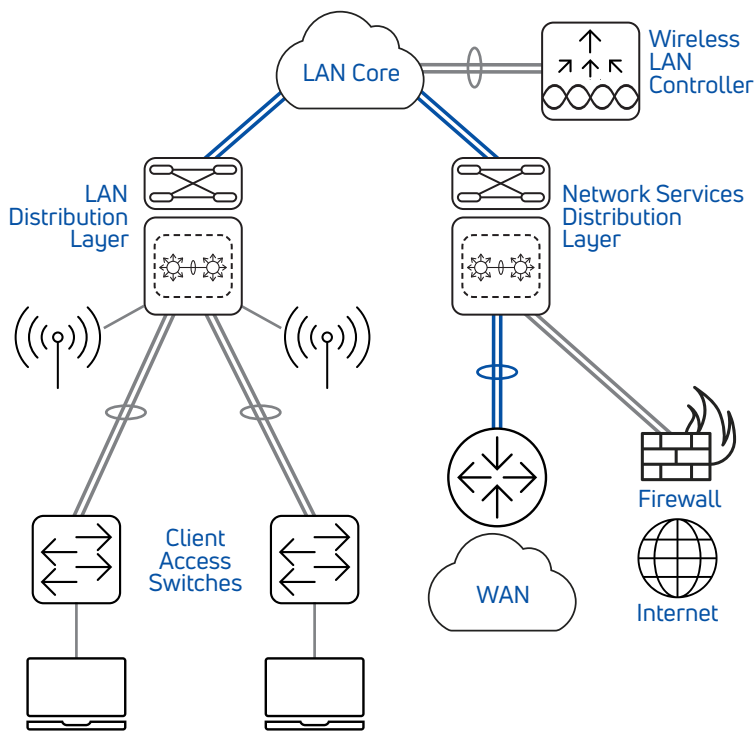 Wireless
LAN
Controller
LAN Core
LAN
Distribution
Layer
Network Services
Distribution
Layer
Firewall
Client
Access
Switches
WAN
Internet